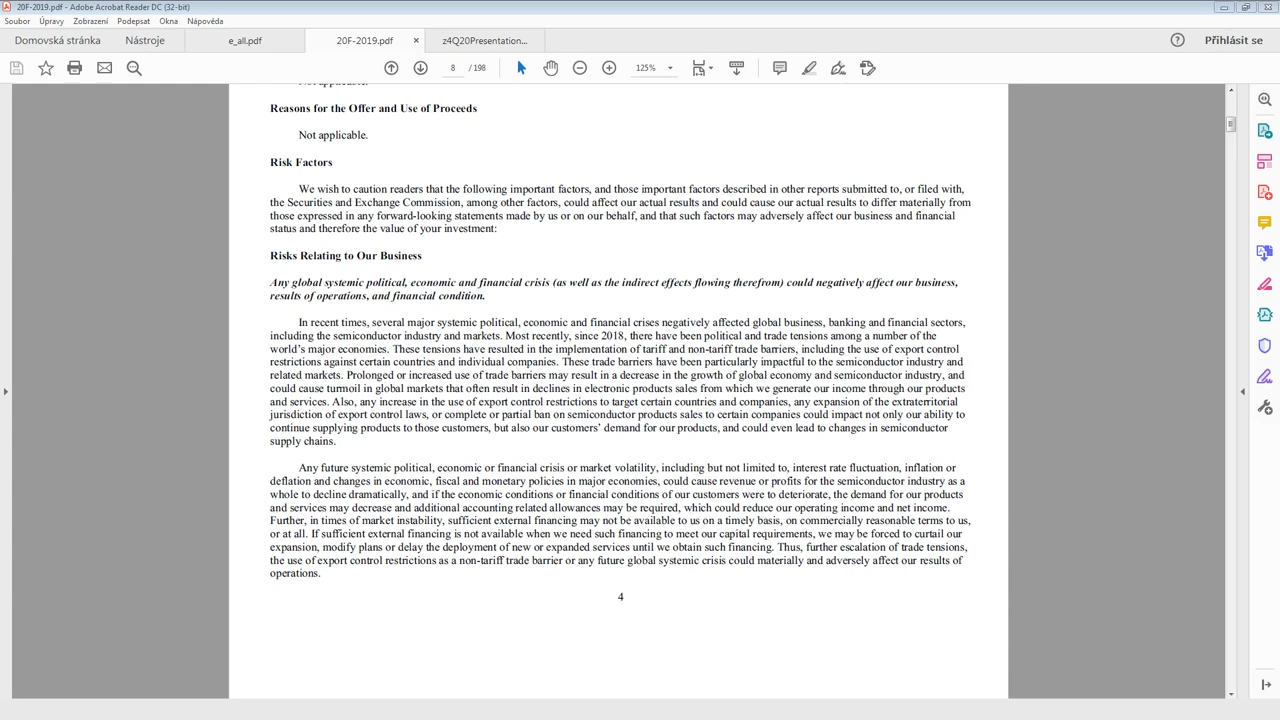 20F-2019.pdf - Adobe Acrobat Reader DC (32-bit)
Soubor Úpravy Zobrazení Podepsat Okna Nápověda
Domovská stránka Nástroje e_all.pdf 20F-2019.pdf × z4Q20Presentation... Přihlásit se
8 / 198 125%
Not applicable.
Reasons for the Offer and Use of Proceeds
Not applicable.
Risk Factors
We wish to caution readers that the following important factors, and those important factors described in other reports submitted to, or filed with,
the Securities and Exchange Commission, among other factors, could affect our actual results and could cause our actual results to differ materially from
those expressed in any forward-looking statements made by us or on our behalf, and that such factors may adversely affect our business and financial
status and therefore the value of your investment:
Risks Relating to Our Business
Any global systemic political, economic and financial crisis (as well as the indirect effects flowing therefrom) could negatively affect our business,
results of operations, and financial condition.
In recent times, several major systemic political, economic and financial crises negatively affected global business, banking and financial sectors,
including the semiconductor industry and markets. Most recently, since 2018, there have been political and trade tensions among a number of the
world’s major economies. These tensions have resulted in the implementation of tariff and non-tariff trade barriers, including the use of export control
restrictions against certain countries and individual companies. These trade barriers have been particularly impactful to the semiconductor industry and
related markets. Prolonged or increased use of trade barriers may result in a decrease in the growth of global economy and semiconductor industry, and
could cause turmoil in global markets that often result in declines in electronic products sales from which we generate our income through our products
and services. Also, any increase in the use of export control restrictions to target certain countries and companies, any expansion of the extraterritorial
jurisdiction of export control laws, or complete or partial ban on semiconductor products sales to certain companies could impact not only our ability to
continue supplying products to those customers, but also our customers’ demand for our products, and could even lead to changes in semiconductor
supply chains.
Any future systemic political, economic or financial crisis or market volatility, including but not limited to, interest rate fluctuation, inflation or
deflation and changes in economic, fiscal and monetary policies in major economies, could cause revenue or profits for the semiconductor industry as a
whole to decline dramatically, and if the economic conditions or financial conditions of our customers were to deteriorate, the demand for our products
and services may decrease and additional accounting related allowances may be required, which could reduce our operating income and net income.
Further, in times of market instability, sufficient external financing may not be available to us on a timely basis, on commercially reasonable terms to us,
or at all. If sufficient external financing is not available when we need such financing to meet our capital requirements, we may be forced to curtail our
expansion, modify plans or delay the deployment of new or expanded services until we obtain such financing. Thus, further escalation of trade tensions,
the use of export control restrictions as a non-tariff trade barrier or any future global systemic crisis could materially and adversely affect our results of
operations.
4